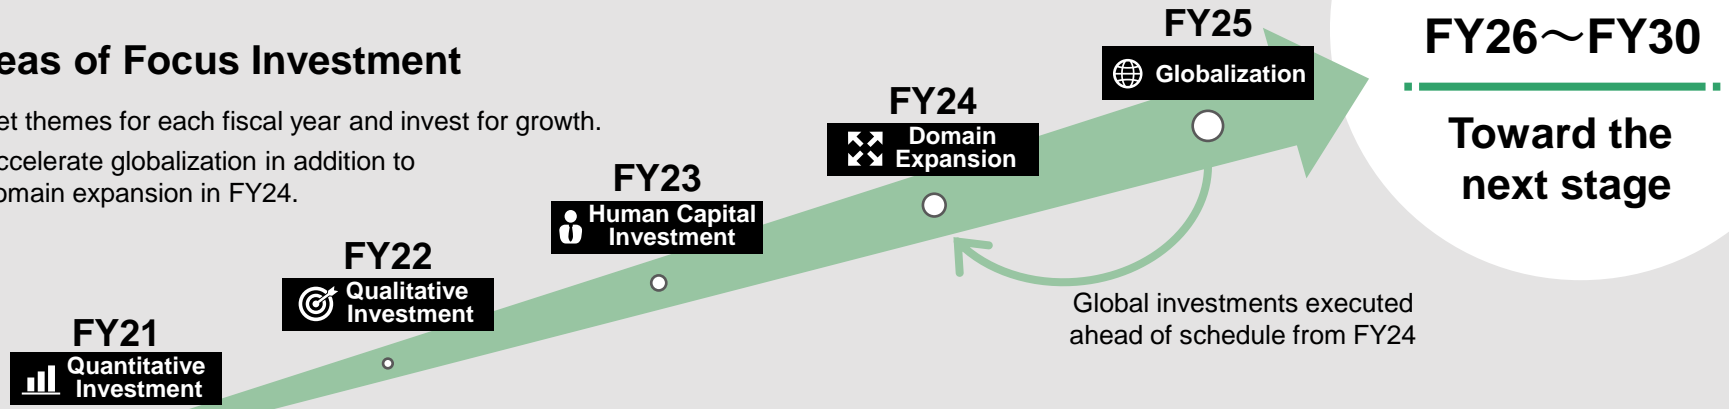 eas of Focus Investment
et themes for each fiscal year and invest for growth.
ccelerate globalization in addition to
omain expansion in FY24.
FY21
Quantitative
Investment
FY22
Qualitative
Investment
FY23
Human Capital
Investment
FY24
Domain
Expansion
FY25
Globalization
Global investments executed
ahead of schedule from FY24
FY26～FY30
Toward the
next stage